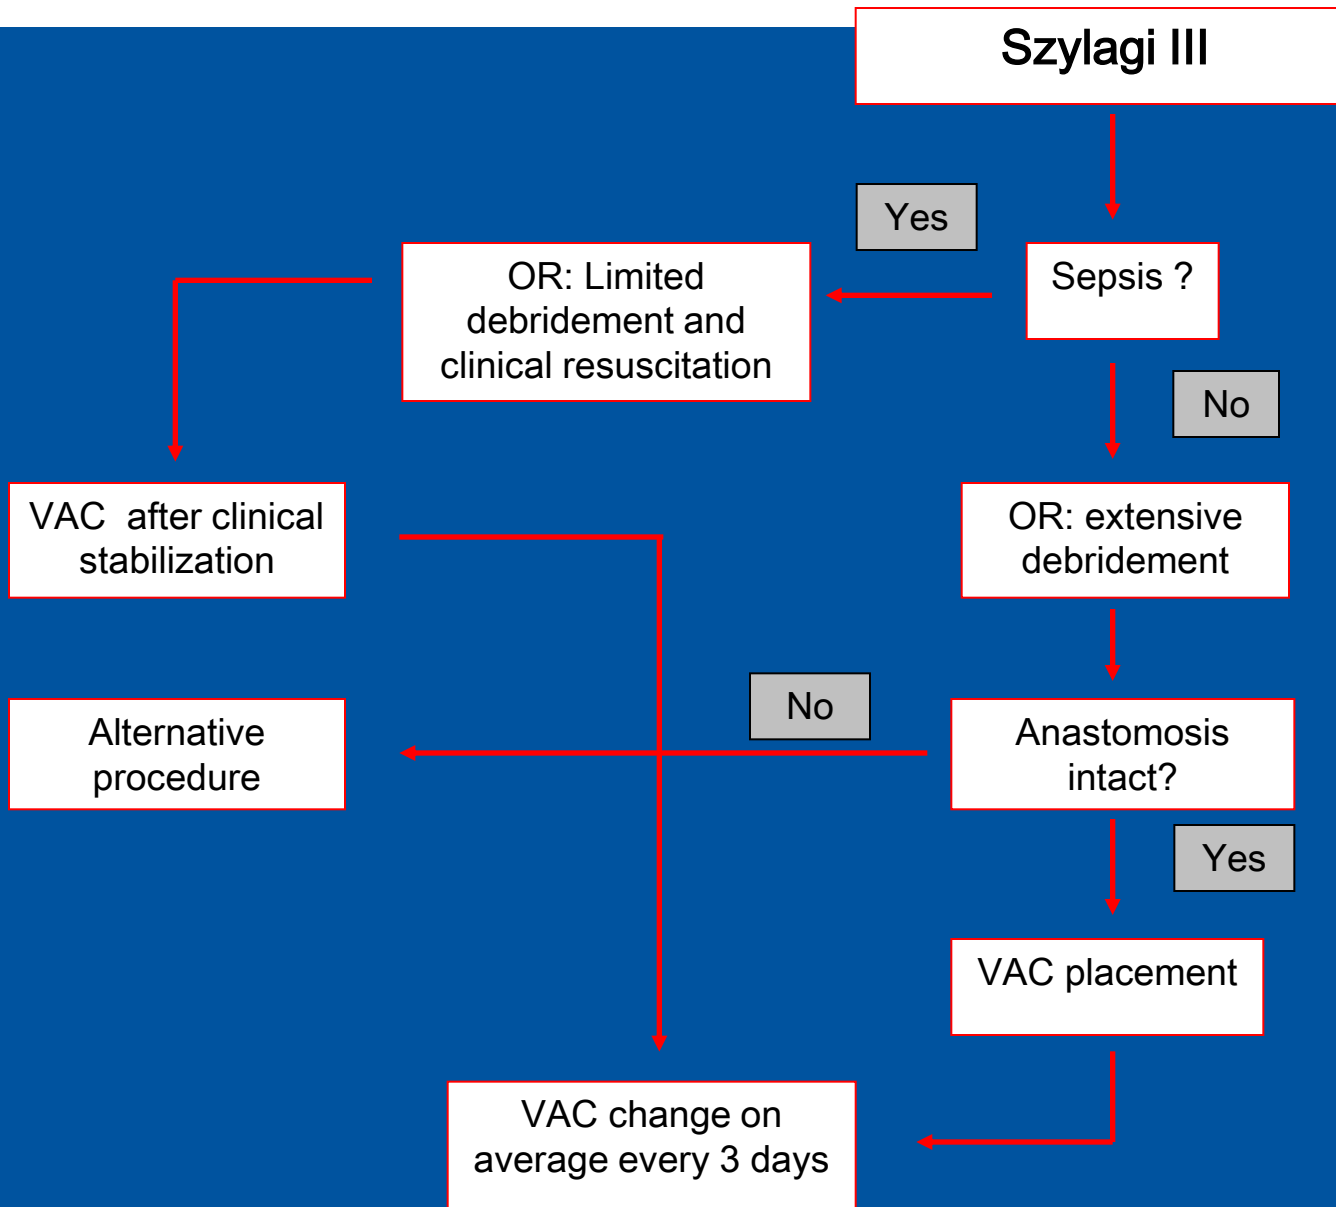 Szylagi III
Yes
Sepsis ?
OR: Limited
debridement and
clinical resuscitation
No
VAC after clinical
stabilization
OR: extensive
debridement
Alternative
procedure
No
Anastomosis
intact?
Yes
VAC placement
VAC change on
average every 3 days